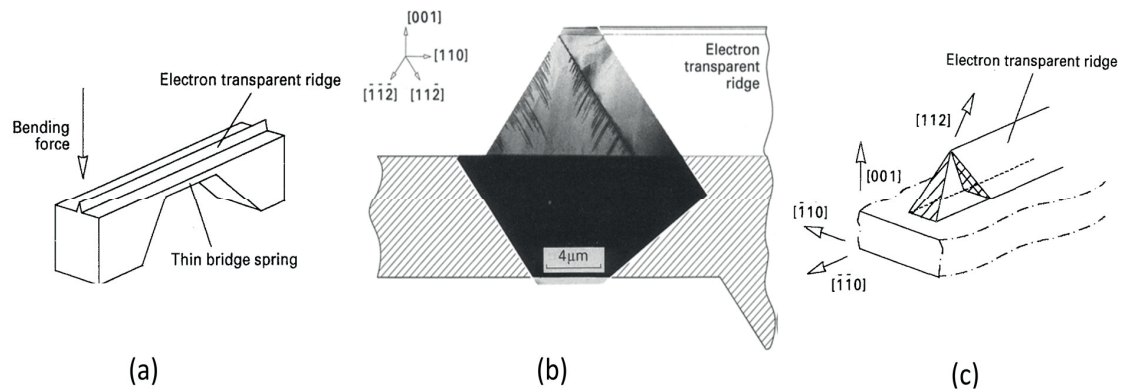 Bending
force
Electron transparent ridge
Thin bridge spring
(a)
[001]
[110]
[1̄1̄2̄]
[112̄]
Electron
transparent
ridge
4μm
(b)
Electron transparent ridge
[112]
[001]
[1̄10]
[1̄1̄0]
(c)